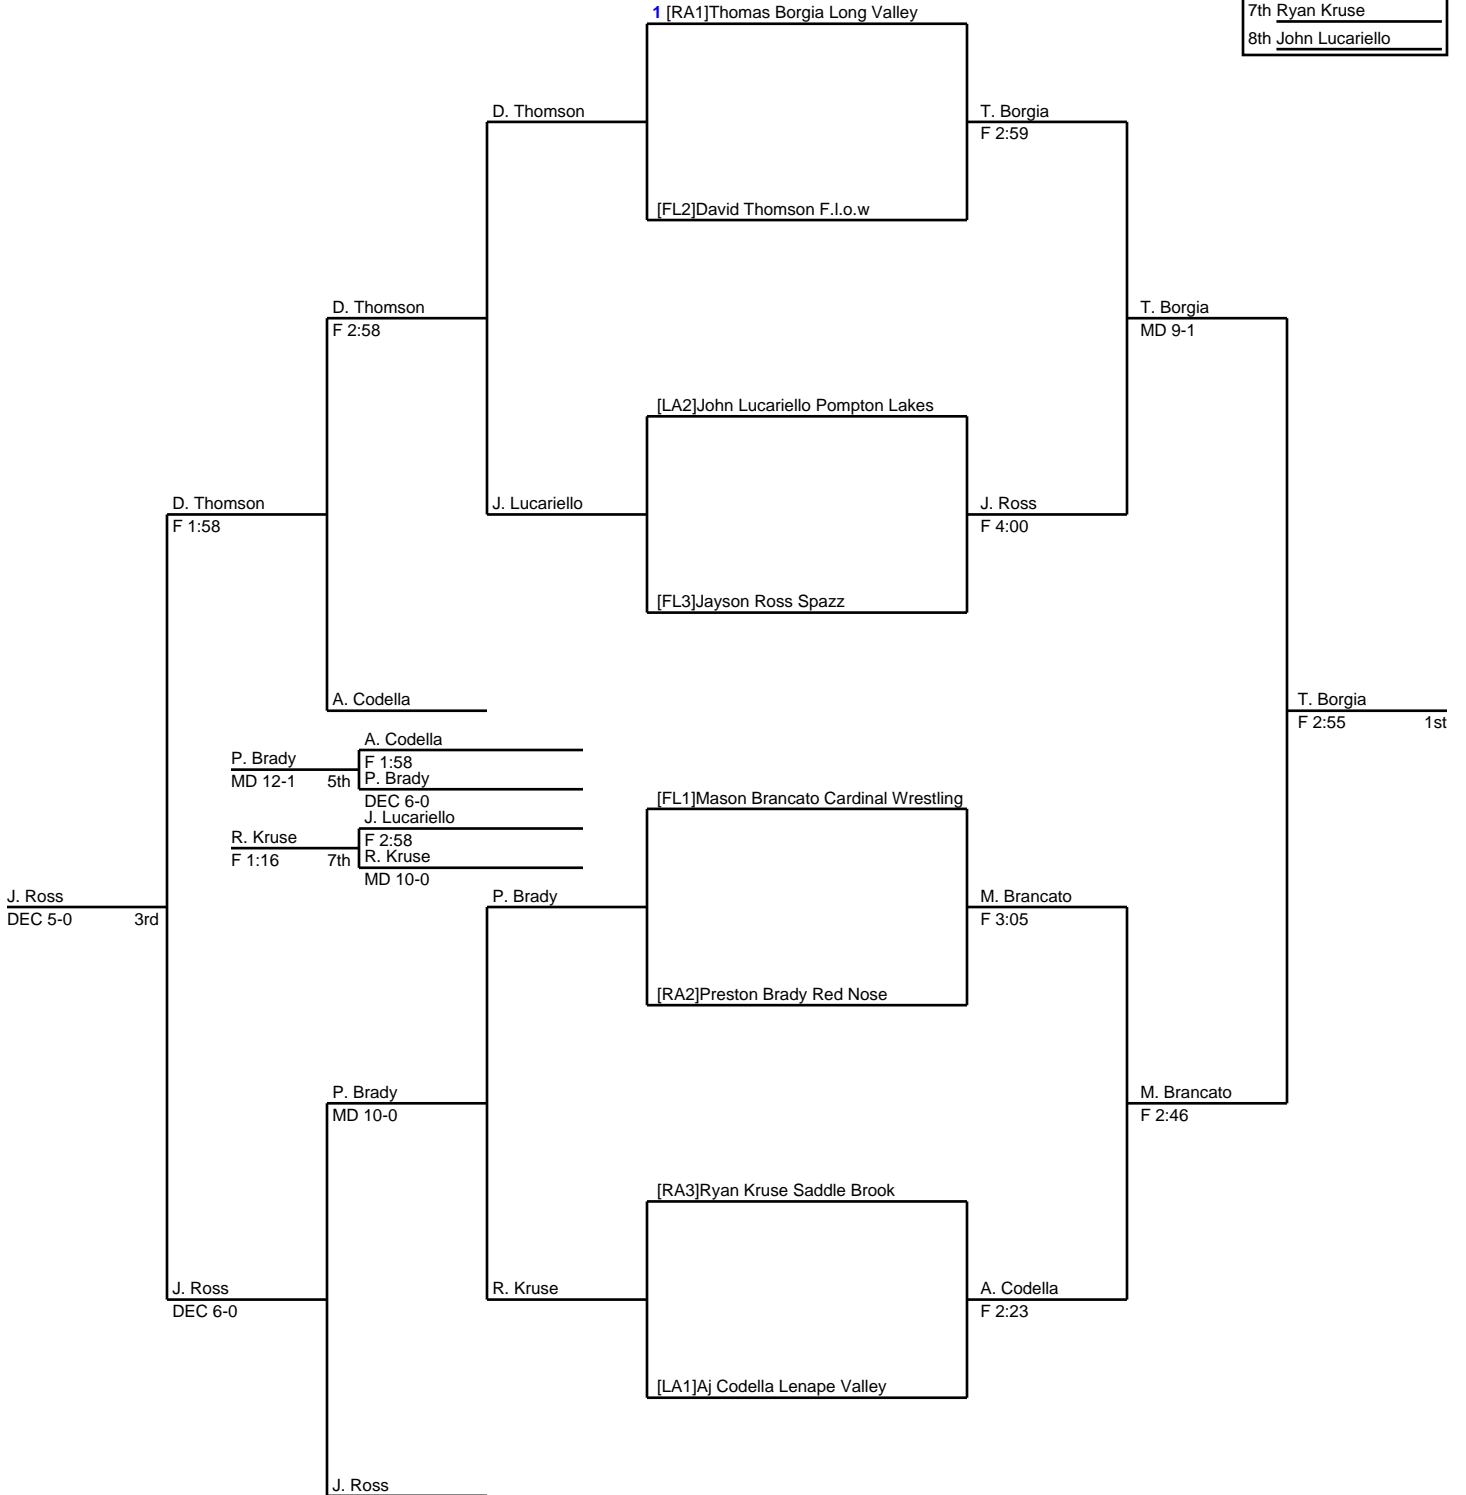 1 [RA1]Thomas Borgia Long Valley
7th Ryan Kruse
8th John Lucariello
D. Thomson
T. Borgia
F 2:59
[FL2]David Thomson F.l.o.w
D. Thomson
F 2:58
T. Borgia
MD 9-1
[LA2]John Lucariello Pompton Lakes
D. Thomson
F 1:58
J. Lucariello
J. Ross
F 4:00
[FL3]Jayson Ross Spazz
A. Codella
T. Borgia
F 2:55 1st
A. Codella
F 1:58
P. Brady
MD 12-1 5th
P. Brady
DEC 6-0
[FL1]Mason Brancato Cardinal Wrestling
J. Lucariello
F 2:58
R. Kruse
F 1:16 7th
R. Kruse
MD 10-0
J. Ross
DEC 5-0 3rd
P. Brady
M. Brancato
F 3:05
[RA2]Preston Brady Red Nose
P. Brady
MD 10-0
M. Brancato
F 2:46
[RA3]Ryan Kruse Saddle Brook
J. Ross
DEC 6-0
R. Kruse
A. Codella
F 2:23
[LA1]Aj Codella Lenape Valley
J. Ross